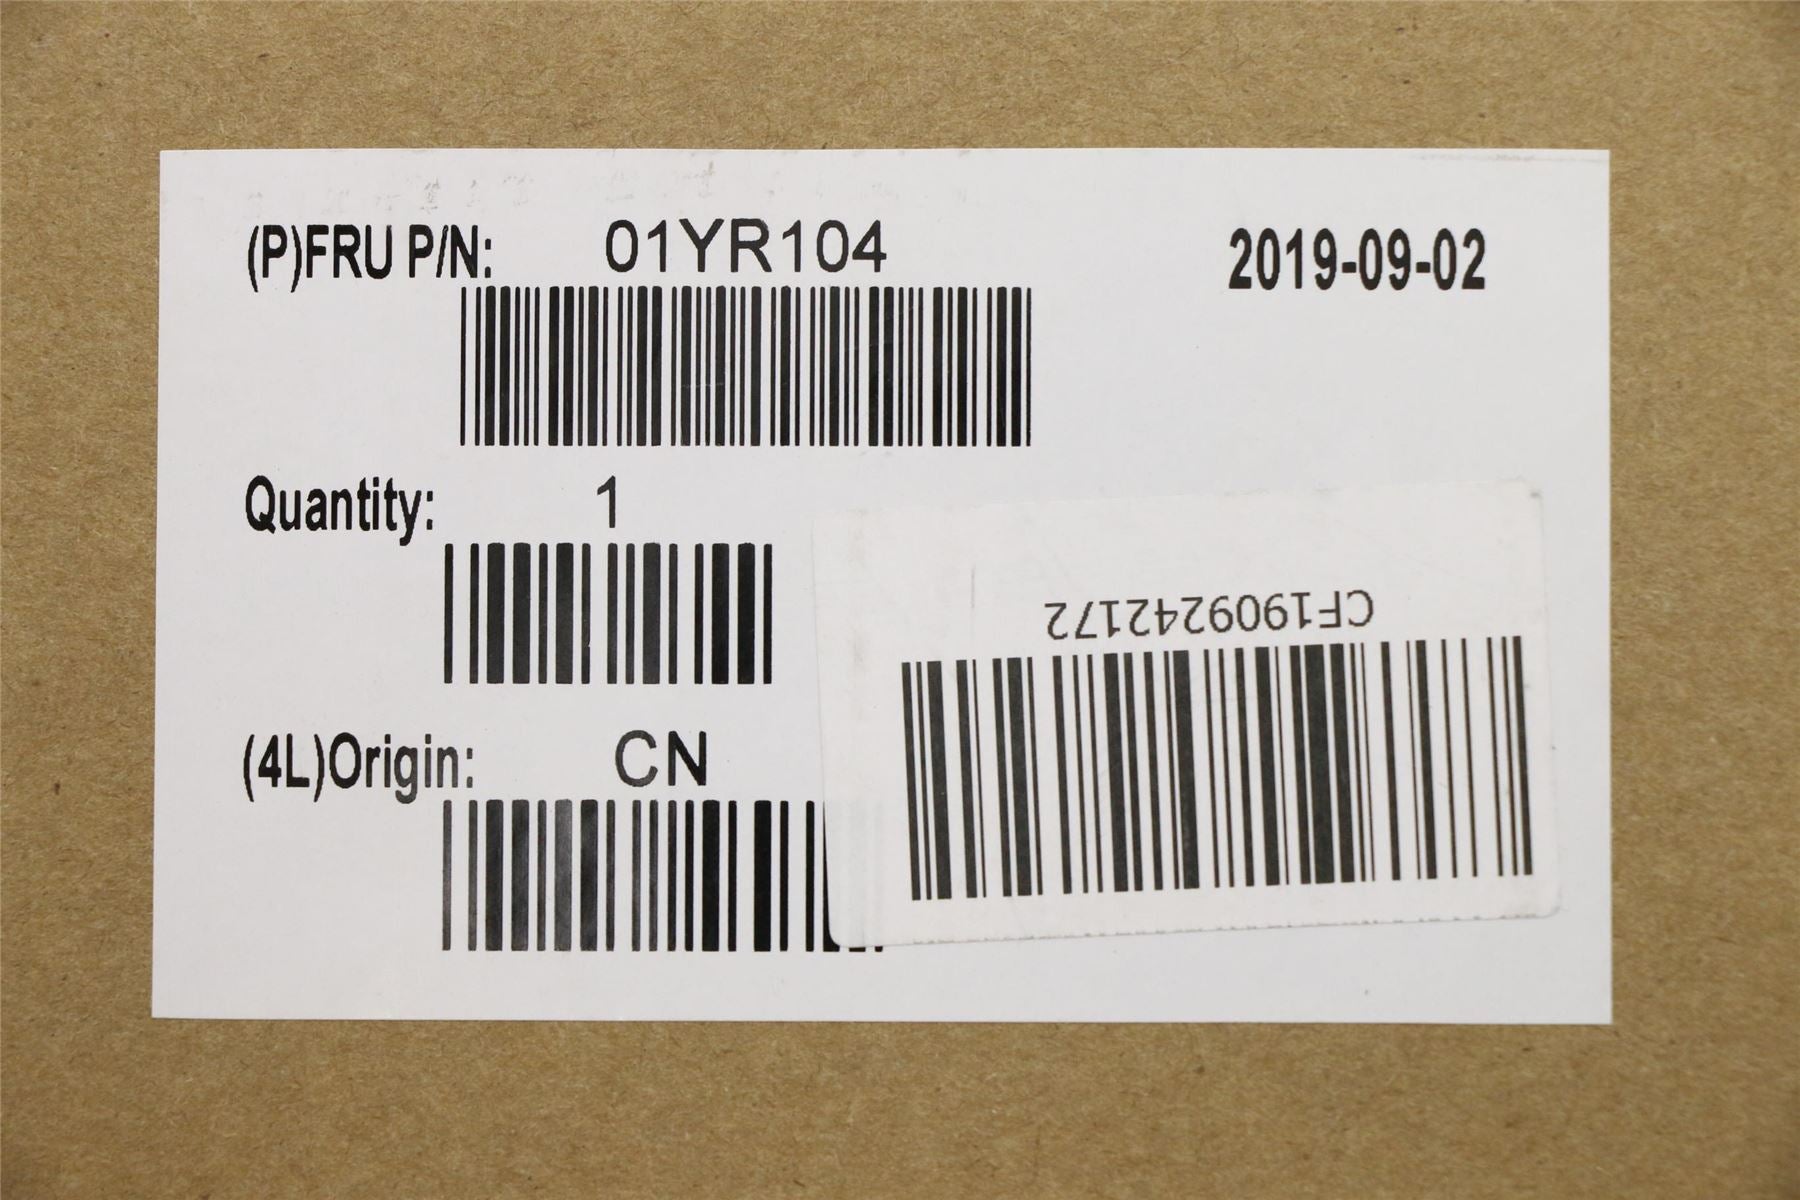 (P)FRU P/N: 01YR104 2019-09-02
Quantity: 1
CF1909242172
(4L)Origin: CN